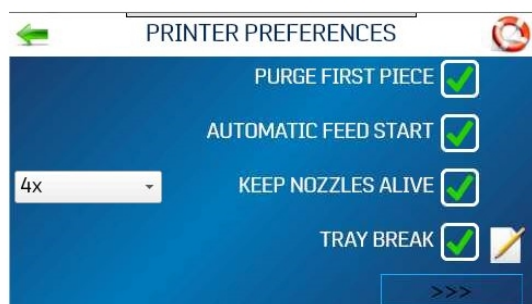 PRINTER PREFERENCES
PURGE FIRST PIECE
AUTOMATIC FEED START
4x KEEP NOZZLES ALIVE
TRAY BREAK
>>>